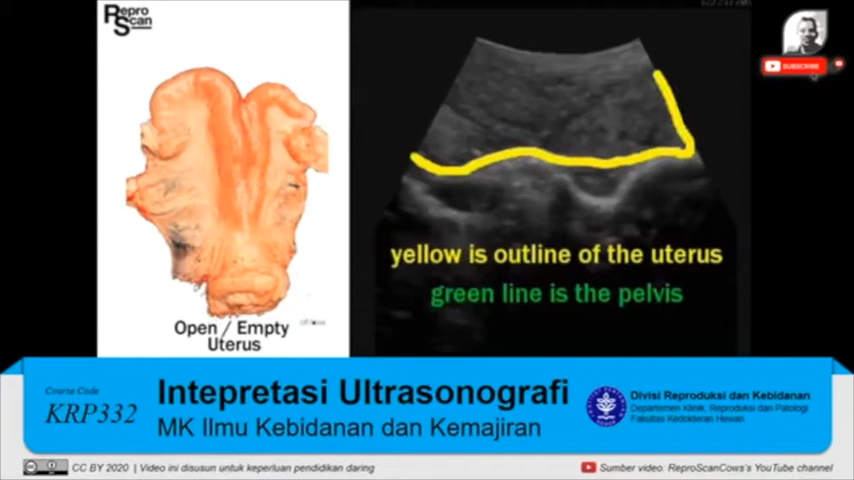 Repro
Scan
SUBSCRIBE
yellow is outline of the uterus
green line is the pelvis
Open / Empty
Uterus
Course Code
KRP332
Intepretasi Ultrasonografi
MK Ilmu Kebidanan dan Kemajiran
Divisi Reproduksi dan Kebidanan
Departemen Klinik, Reproduksi dan Patologi
Fakultas Kedokteran Hewan
CC BY 2020 | Video ini disusun untuk keperluan pendidikan daring
Sumber video: ReproScanCows's YouTube channel